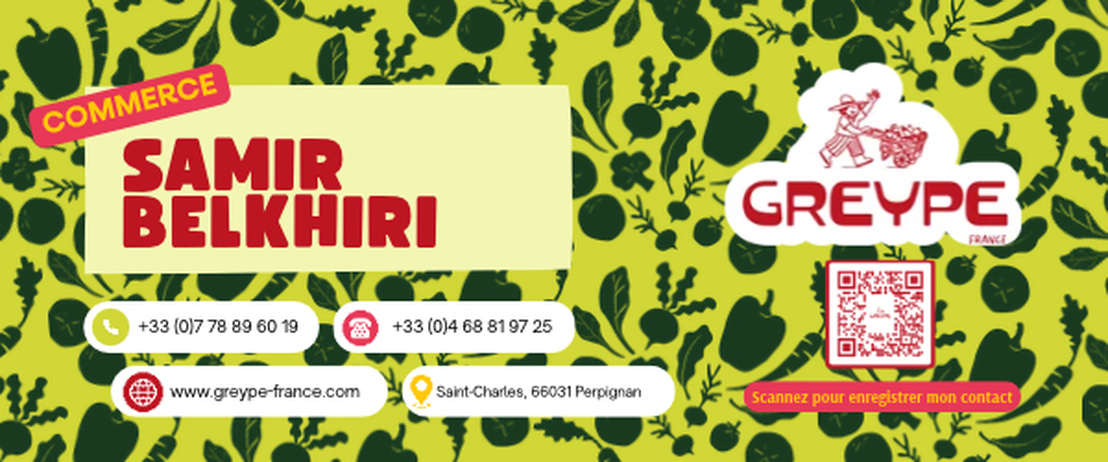 COMMERCE
SAMIR
BELKHIRI
+33 (0)7 78 89 60 19
+33 (0)4 68 81 97 25
www.greype-france.com
Saint-Charles, 66031 Perpignan
GREYPE
FRANCE
Scannez pour enregistrer mon contact